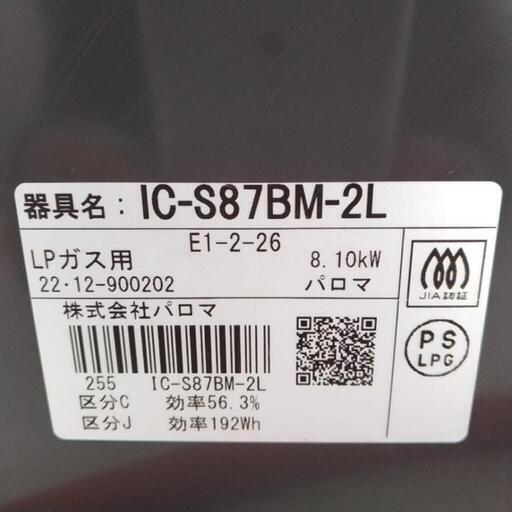 器具名：IC-S87BM-2L
E1-2-26
LPガス用 8.10kW
22·12-900202 パロマ
JIA認証
株式会社パロマ
PS
LPG
255 IC-S87BM-2L
区分C 効率56.3%
区分J 効率192Wh